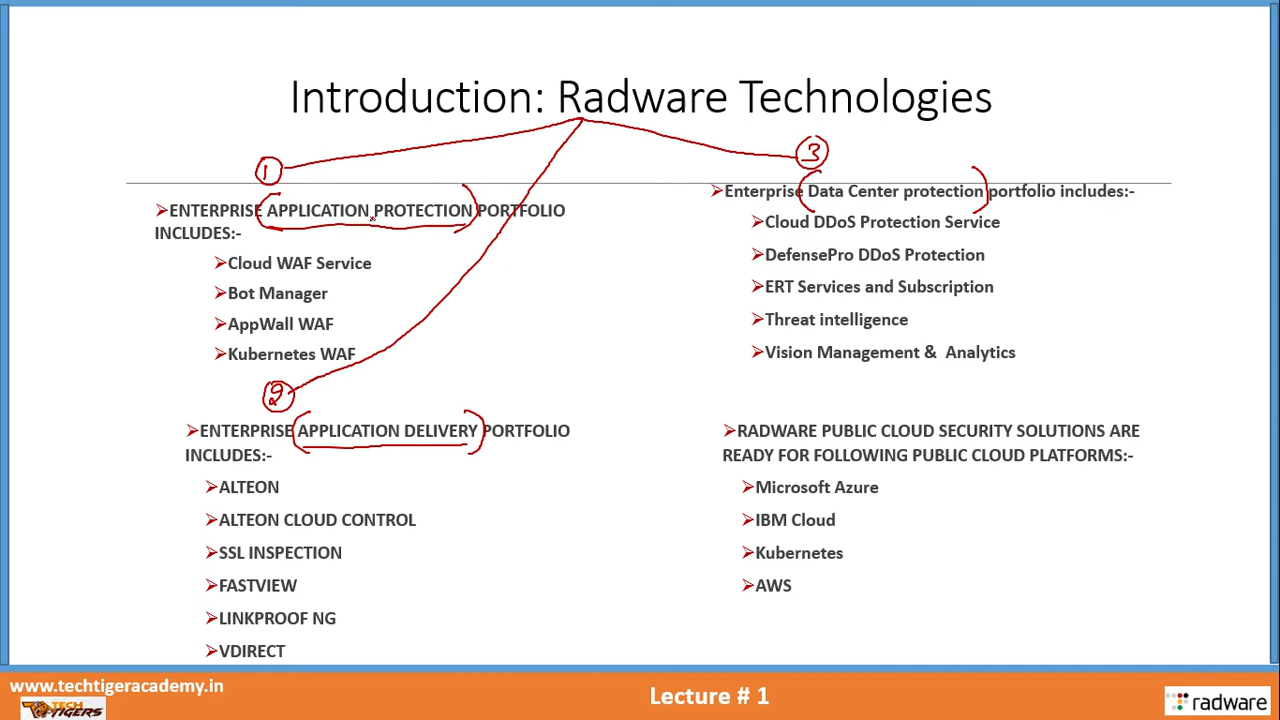 Introduction: Radware Technologies
1
➢ENTERPRISE APPLICATION PROTECTION PORTFOLIO
INCLUDES:-
➢Cloud WAF Service
➢Bot Manager
➢AppWall WAF
➢Kubernetes WAF
2
➢ENTERPRISE APPLICATION DELIVERY PORTFOLIO
INCLUDES:-
➢ALTEON
➢ALTEON CLOUD CONTROL
➢SSL INSPECTION
➢FASTVIEW
➢LINKPROOF NG
➢VDIRECT
3
➢Enterprise Data Center protection portfolio includes:-
➢Cloud DDoS Protection Service
➢DefensePro DDoS Protection
➢ERT Services and Subscription
➢Threat intelligence
➢Vision Management & Analytics
➢RADWARE PUBLIC CLOUD SECURITY SOLUTIONS ARE
READY FOR FOLLOWING PUBLIC CLOUD PLATFORMS:-
➢Microsoft Azure
➢IBM Cloud
➢Kubernetes
➢AWS
www.techtigeracademy.in
TECH
TIGERS
Lecture # 1
radware